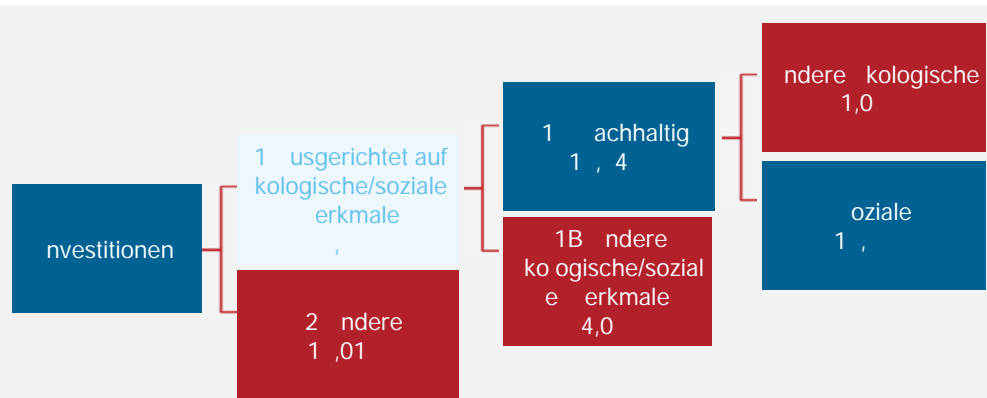 nvestitionen
1 usgerichtet auf
kologische/soziale
erkmale
,
2 ndere
1 ,01
1 achhaltig
1 , 4
1B ndere
ko ogische/sozial
e erkmale
4,0
ndere kologische
1,0
oziale
1 ,